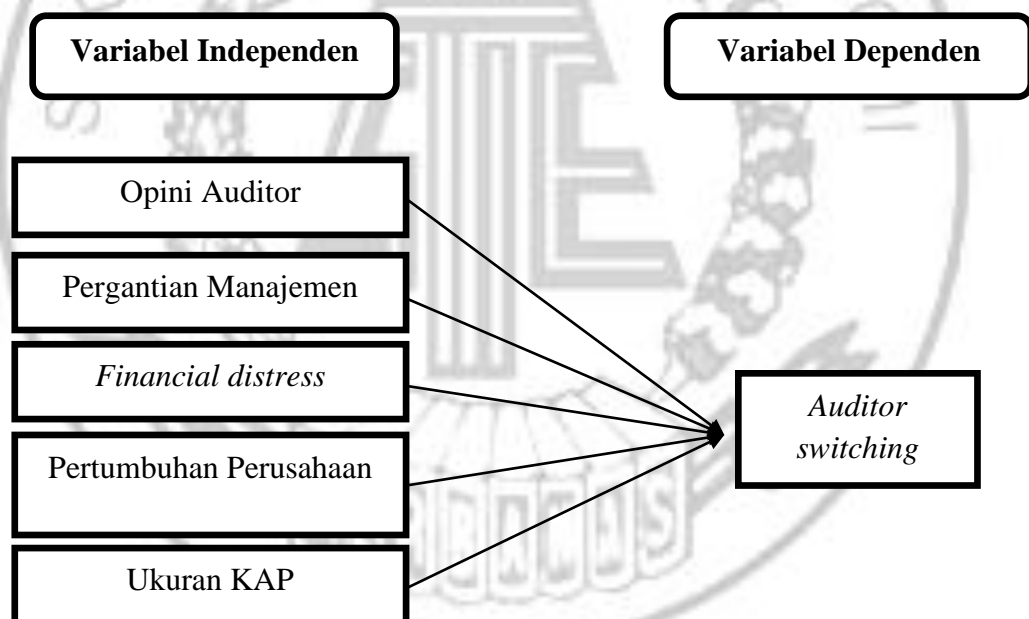 Variabel Independen
Variabel Dependen
Opini Auditor
Pergantian Manajemen
Financial distress
Auditor
switching
Pertumbuhan Perusahaan
Ukuran KAP